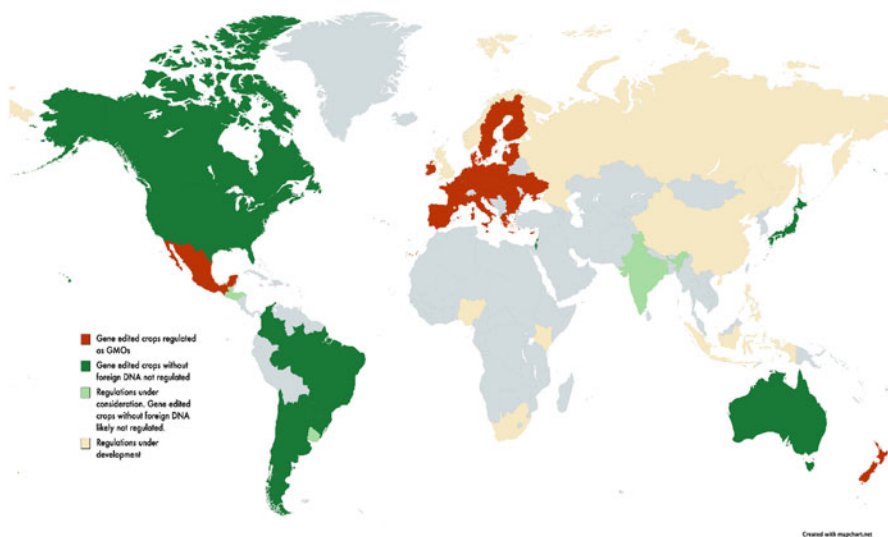 Gene edited crops regulated
as GMOs
Gene edited crops without
foreign DNA not regulated
Regulations under
consideration. Gene edited
crops without foreign DNA
likely not regulated.
Regulations under
development
Created with mapchart.net